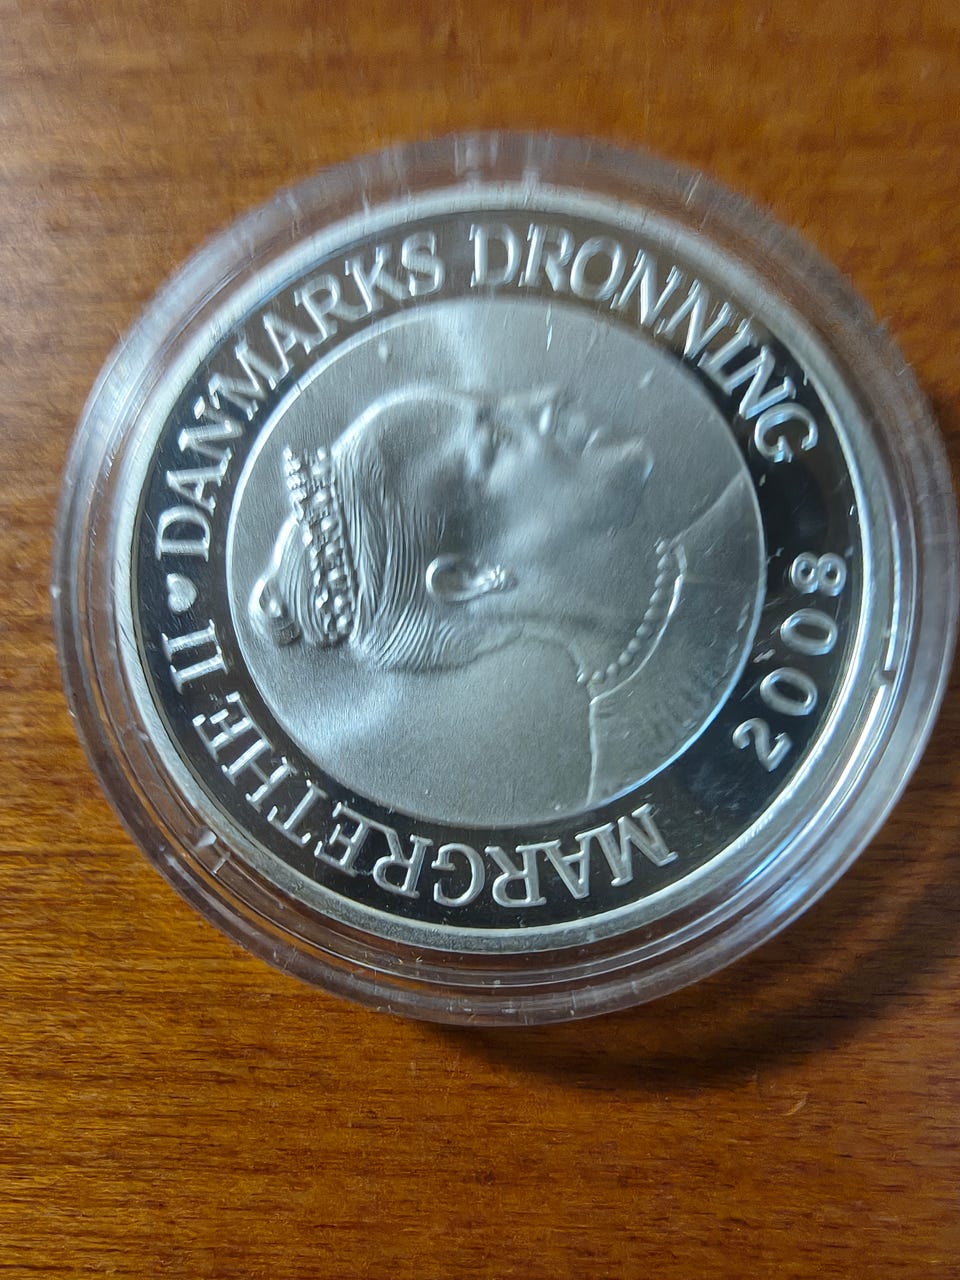 MARGRETHE II ♥ DANMARKS DRONNING
2008